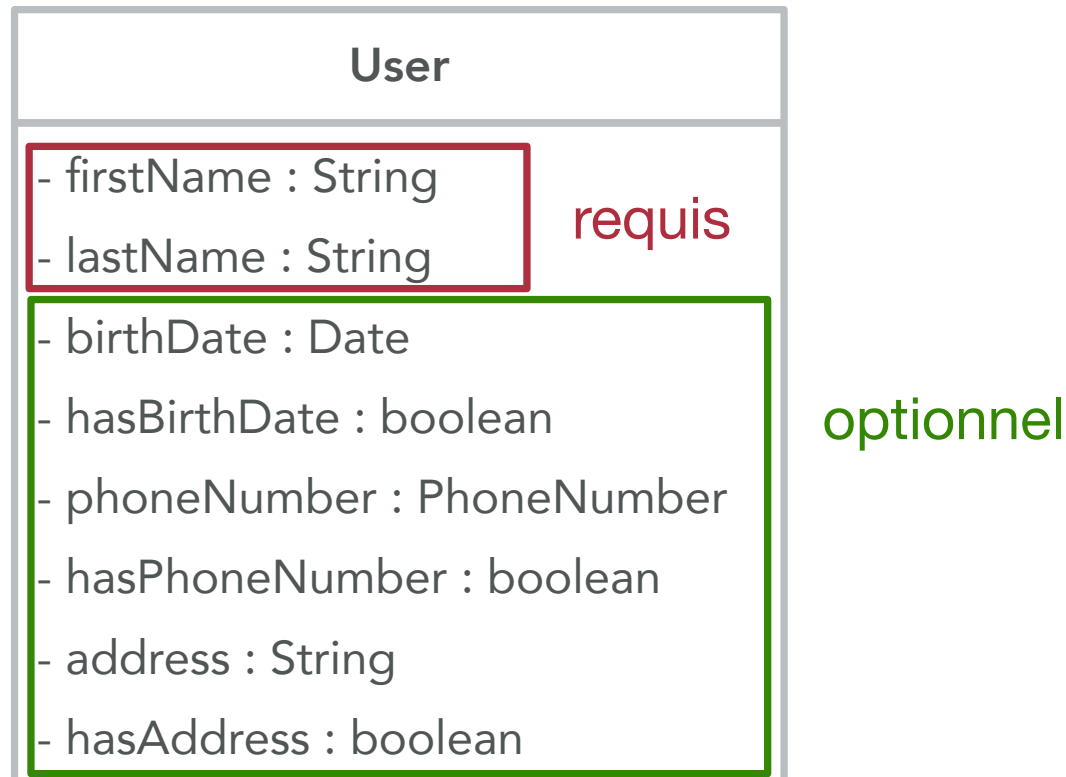 User
- firstName : String
requis
- lastName : String
- birthDate : Date
- hasBirthDate : boolean
optionnel
- phoneNumber : PhoneNumber
- hasPhoneNumber : boolean
- address : String
- hasAddress : boolean